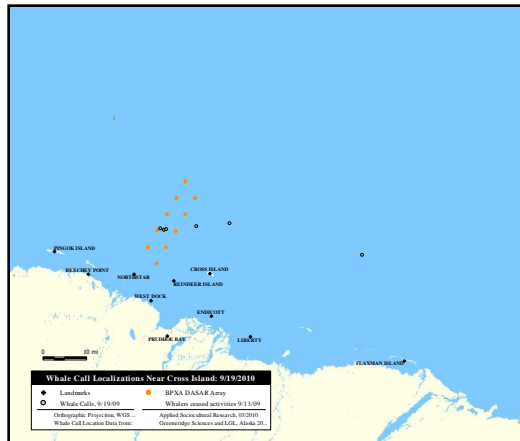 PINGOK ISLAND
BEECHEY POINT
NORTHSTAR
CROSS ISLAND
REINDEER ISLAND
WEST DOCK
ENDICOTT
PRUDHOE BAY
LIBERTY
FLAXMAN ISLAND
0 10 mi
Whale Call Localizations Near Cross Island: 9/19/2010
Landmarks BPXA DASAR Array
Whale Calls, 9/19/09 Whalers ceased activities 9/13/09
Orthographic Projection, WGS ... Applied Sociocultural Research, 03/2010
Whale Call Location Data from: Greeneridge Sciences and LGL, Alaska 20...